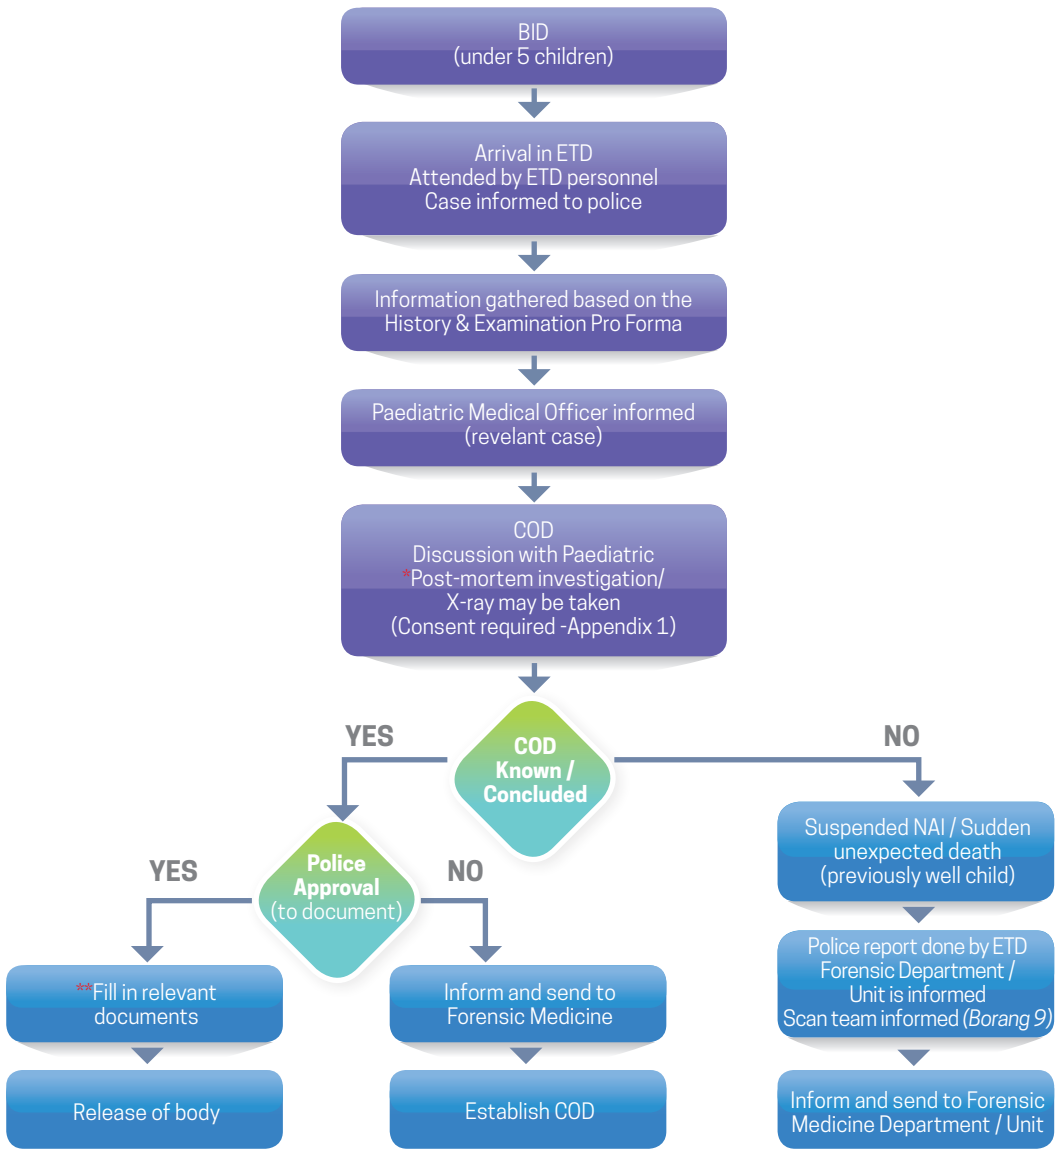 BID
(under 5 children)
Arrival in ETD
Attended by ETD personnel
Case informed to police
Information gathered based on the
History & Examination Pro Forma
Paediatric Medical Officer informed
(revelant case)
COD
Discussion with Paediatric
*Post-mortem investigation/
X-ray may be taken
(Consent required -Appendix 1)
COD
Known /
Concluded
YES
NO
Police
Approval
(to document)
YES
NO
**Fill in relevant
documents
Release of body
Inform and send to
Forensic Medicine
Establish COD
Suspended NAI / Sudden
unexpected death
(previously well child)
Police report done by ETD
Forensic Department /
Unit is informed
Scan team informed (Borang 9)
Inform and send to Forensic
Medicine Department / Unit